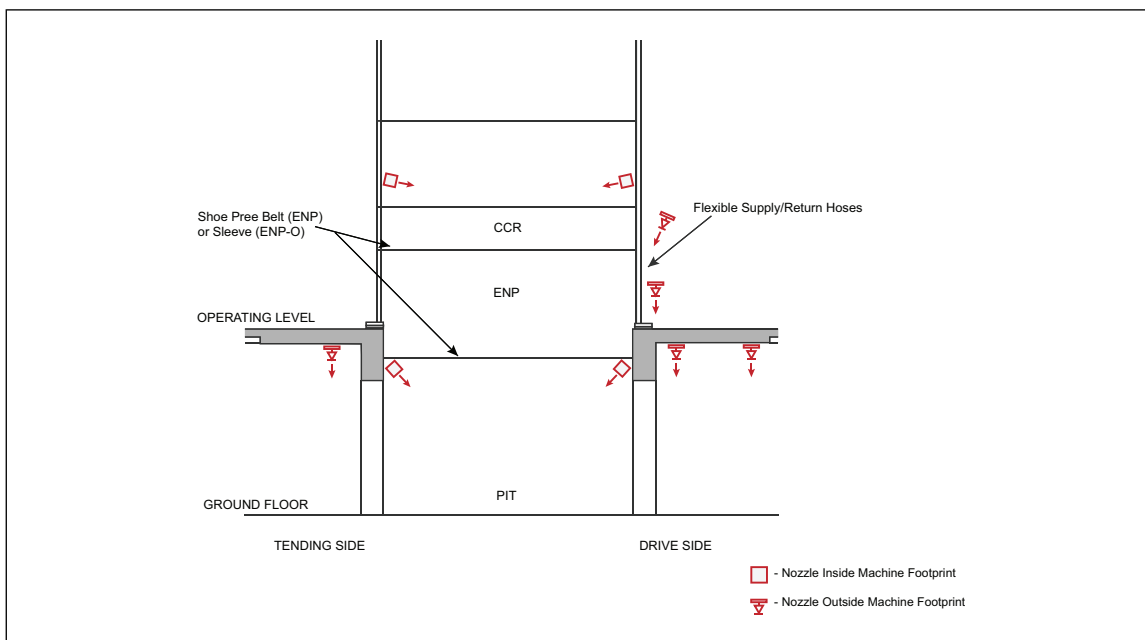 Shoe Pree Belt (ENP)
or Sleeve (ENP-O)
CCR
Flexible Supply/Return Hoses
ENP
OPERATING LEVEL
PIT
GROUND FLOOR
TENDING SIDE
DRIVE SIDE
- Nozzle Inside Machine Footprint
- Nozzle Outside Machine Footprint